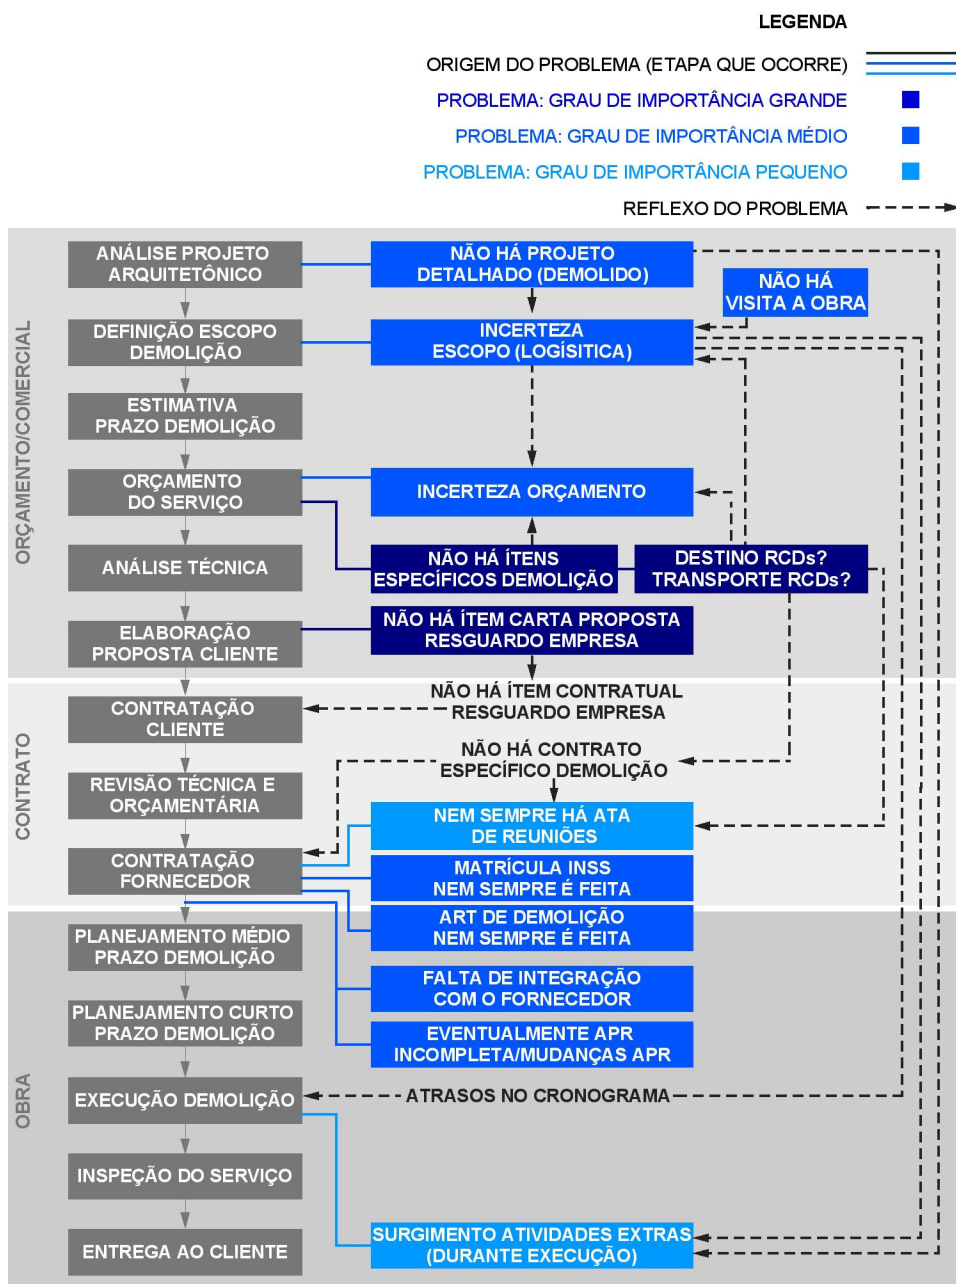 LEGENDA
ORIGEM DO PROBLEMA (ETAPA QUE OCORRE)
PROBLEMA: GRAU DE IMPORTÂNCIA GRANDE
PROBLEMA: GRAU DE IMPORTÂNCIA MÉDIO
PROBLEMA: GRAU DE IMPORTÂNCIA PEQUENO
REFLEXO DO PROBLEMA
ORÇAMENTO/COMERCIAL
ANÁLISE PROJETO
ARQUITETÔNICO
NÃO HÁ PROJETO
DETALHADO (DEMOLIDO)
NÃO HÁ
VISITA A OBRA
DEFINIÇÃO ESCOPO
DEMOLIÇÃO
INCERTEZA
ESCOPO (LOGÍSITICA)
ESTIMATIVA
PRAZO DEMOLIÇÃO
ORÇAMENTO
DO SERVIÇO
INCERTEZA ORÇAMENTO
ANÁLISE TÉCNICA
NÃO HÁ ÍTENS
ESPECÍFICOS DEMOLIÇÃO
DESTINO RCDs?
TRANSPORTE RCDs?
ELABORAÇÃO
PROPOSTA CLIENTE
NÃO HÁ ÍTEM CARTA PROPOSTA
RESGUARDO EMPRESA
CONTRATO
CONTRATAÇÃO
CLIENTE
NÃO HÁ ÍTEM CONTRATUAL
RESGUARDO EMPRESA
NÃO HÁ CONTRATO
ESPECÍFICO DEMOLIÇÃO
REVISÃO TÉCNICA E
ORÇAMENTÁRIA
NEM SEMPRE HÁ ATA
DE REUNIÕES
CONTRATAÇÃO
FORNECEDOR
MATRÍCULA INSS
NEM SEMPRE É FEITA
ART DE DEMOLIÇÃO
NEM SEMPRE É FEITA
OBRA
PLANEJAMENTO MÉDIO
PRAZO DEMOLIÇÃO
FALTA DE INTEGRAÇÃO
COM O FORNECEDOR
PLANEJAMENTO CURTO
PRAZO DEMOLIÇÃO
EVENTUALMENTE APR
INCOMPLETA/MUDANÇAS APR
EXECUÇÃO DEMOLIÇÃO
ATRASOS NO CRONOGRAMA
INSPEÇÃO DO SERVIÇO
ENTREGA AO CLIENTE
SURGIMENTO ATIVIDADES EXTRAS
(DURANTE EXECUÇÃO)